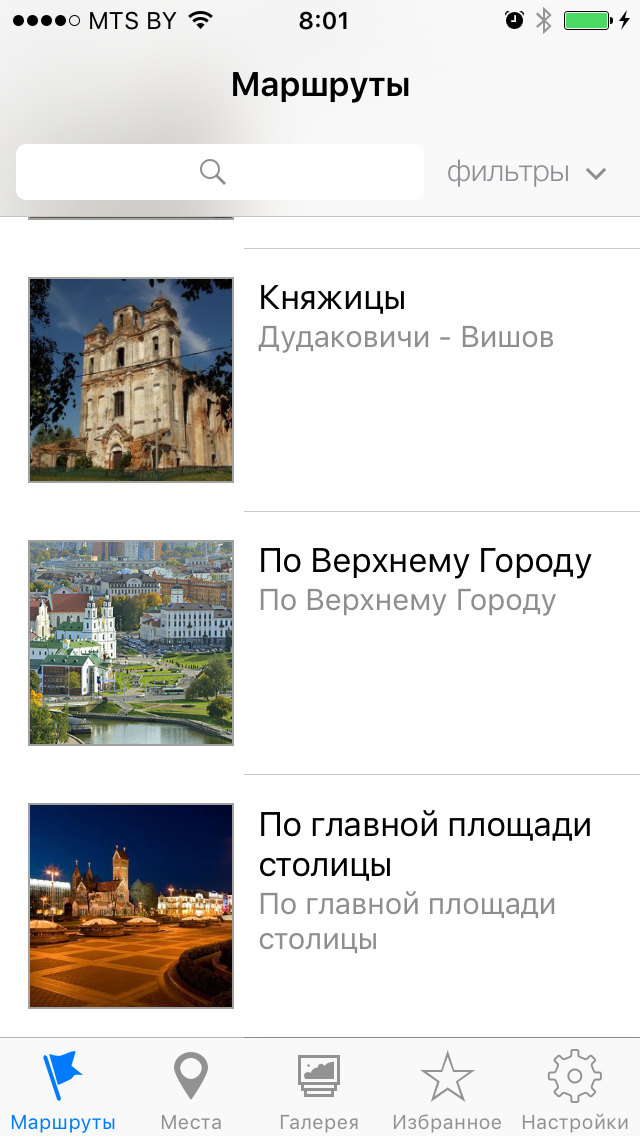 MTS BY 8:01
Маршруты
фильтры
Княжицы
Дудаковичи - Вишов
По Верхнему Городу
По Верхнему Городу
По главной площади
столицы
По главной площади
столицы
Маршруты Места Галерея Избранное Настройки